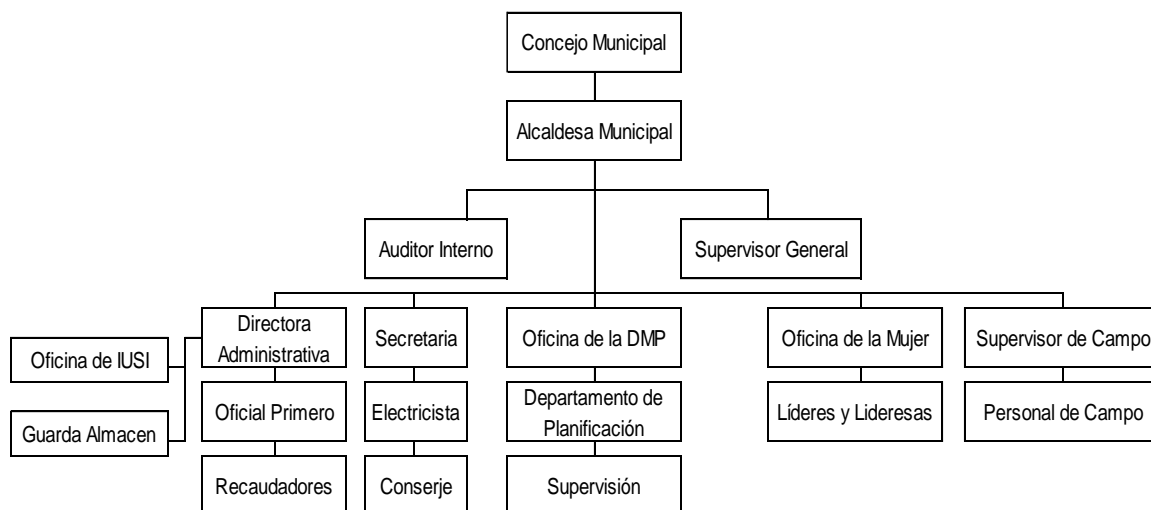 Concejo Municipal
Alcaldesa Municipal
Auditor Interno
Supervisor General
Directora
Administrativa
Secretaria
Oficina de la DMP
Oficina de la Mujer
Supervisor de Campo
Oficina de IUSI
Oficial Primero
Electricista
Departamento de
Planificación
Líderes y Lideresas
Personal de Campo
Guarda Almacen
Recaudadores
Conserje
Supervisión